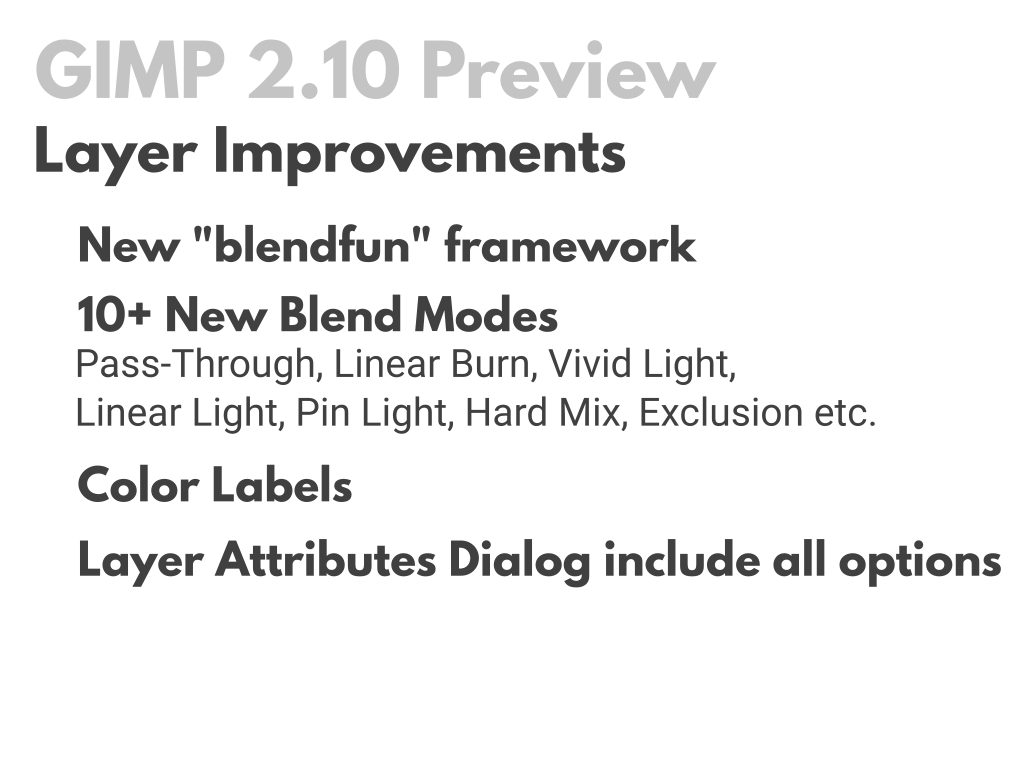 GIMP 2.10 Preview
Layer Improvements
New "blendfun" framework
10+ New Blend Modes
Pass-Through, Linear Burn, Vivid Light,
Linear Light, Pin Light, Hard Mix, Exclusion etc.
Color Labels
Layer Attributes Dialog include all options